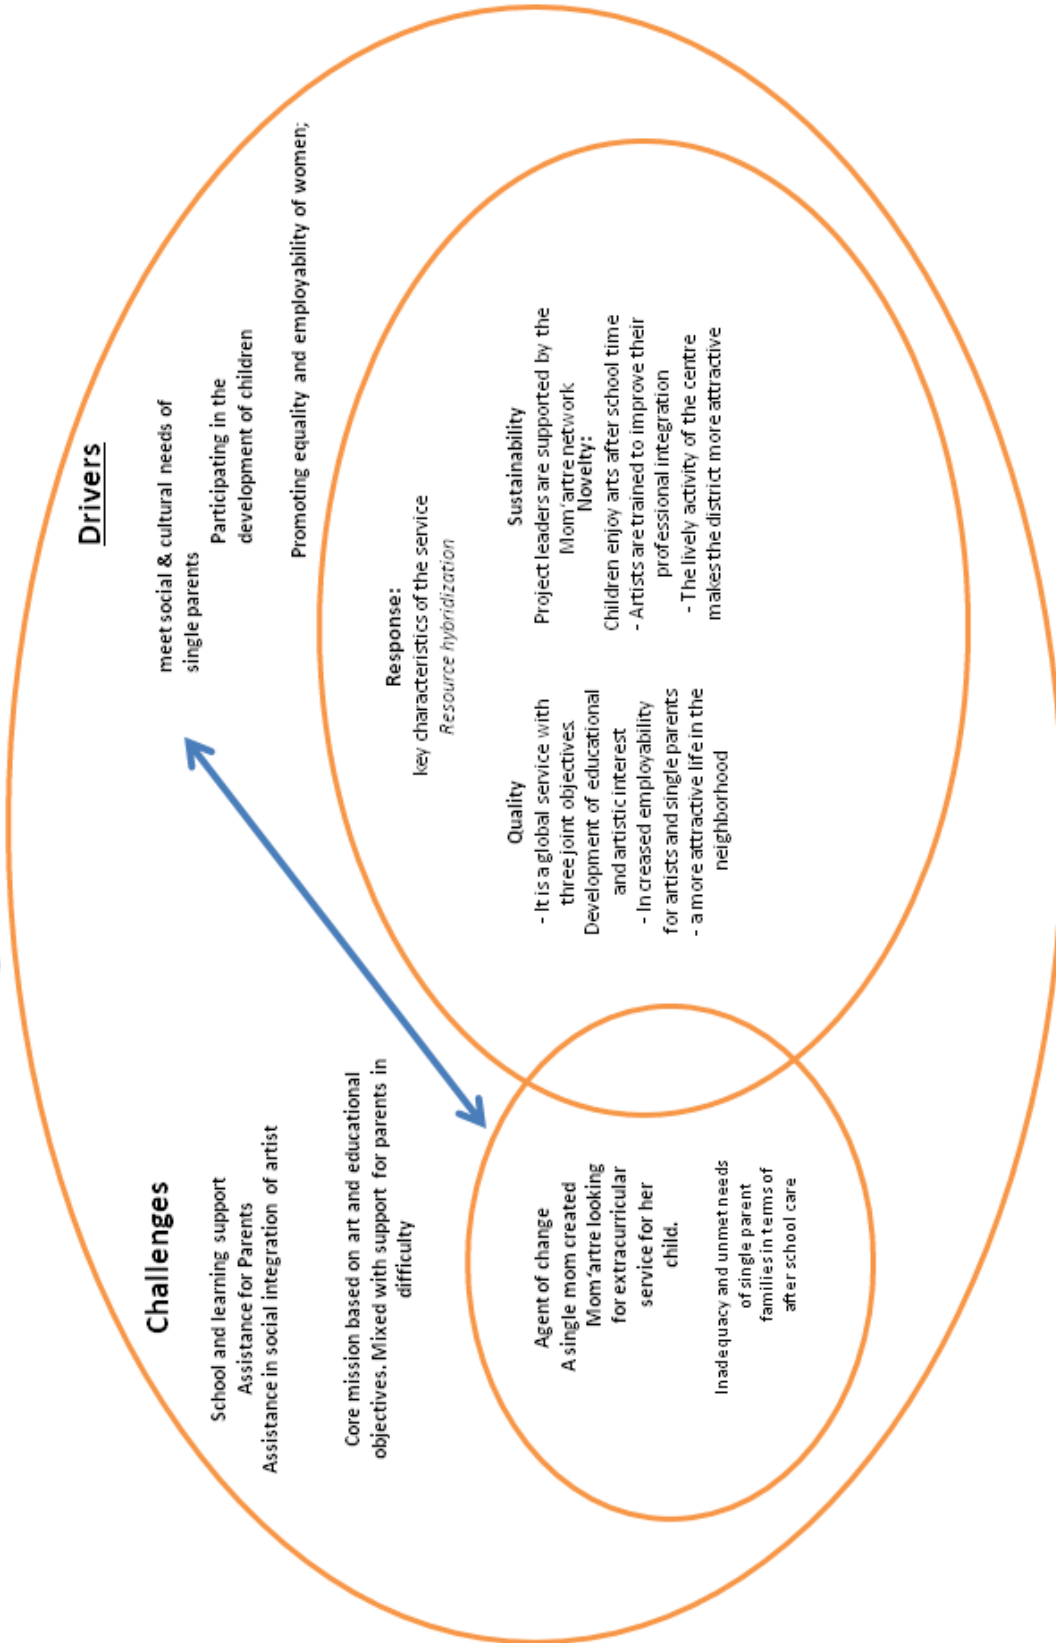 Challenges
School and learning support
Assistance for Parents
Assistance in social integration of artist
Core mission based on art and educational
objectives. Mixed with support for parents in
difficulty
Drivers
meet social & cultural needs of
single parents
Participating in the
development of children
Promoting equality and employability of women;
Agent of change
A single mom created
Mom‘artre looking
for extracurricular
service for her
child.
Inadequacy and unmet needs
of single parent
families in terms of
after school care
Response:
key characteristics of the service
Resource hybridization
Quality
- It is a global service with
three joint objectives.
Development of educational
and artistic interest
- In creased employability
for artists and single parents
- a more attractive life in the
neighborhood
Sustainability
Project leaders are supported by the
Mom‘artre network
Novelty:
Children enjoy arts after school time
- Artists are trained to improve their
professional integration
- The lively activity of the centre
makes the district more attractive